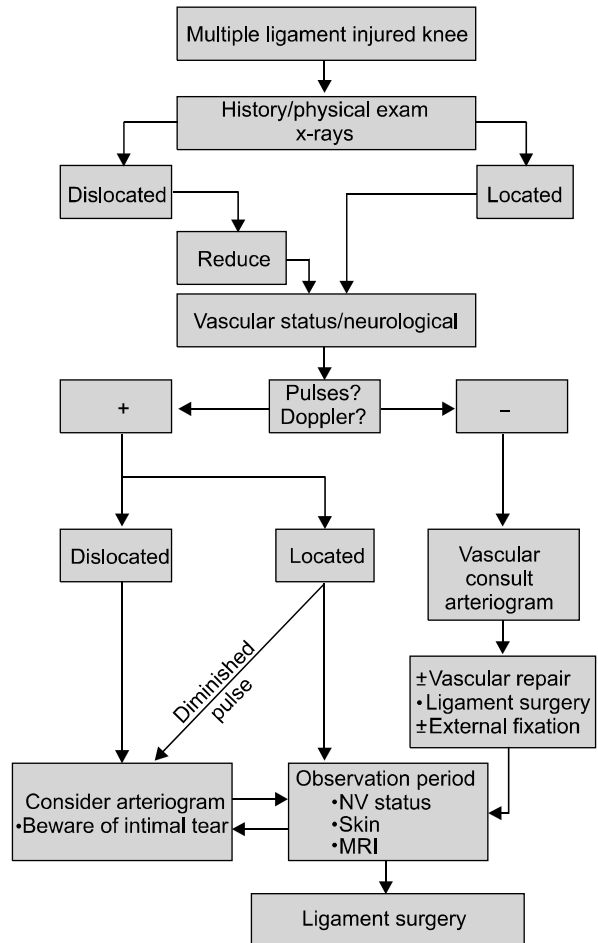 Multiple ligament injured knee
History/physical exam
x-rays
Dislocated
Located
Reduce
Vascular status/neurological
+
Pulses?
Doppler?
–
Dislocated
Located
Vascular
consult
arteriogram
Diminished
pulse
±Vascular repair
•Ligament surgery
±External fixation
Consider arteriogram
•Beware of intimal tear
Observation period
•NV status
•Skin
•MRI
Ligament surgery